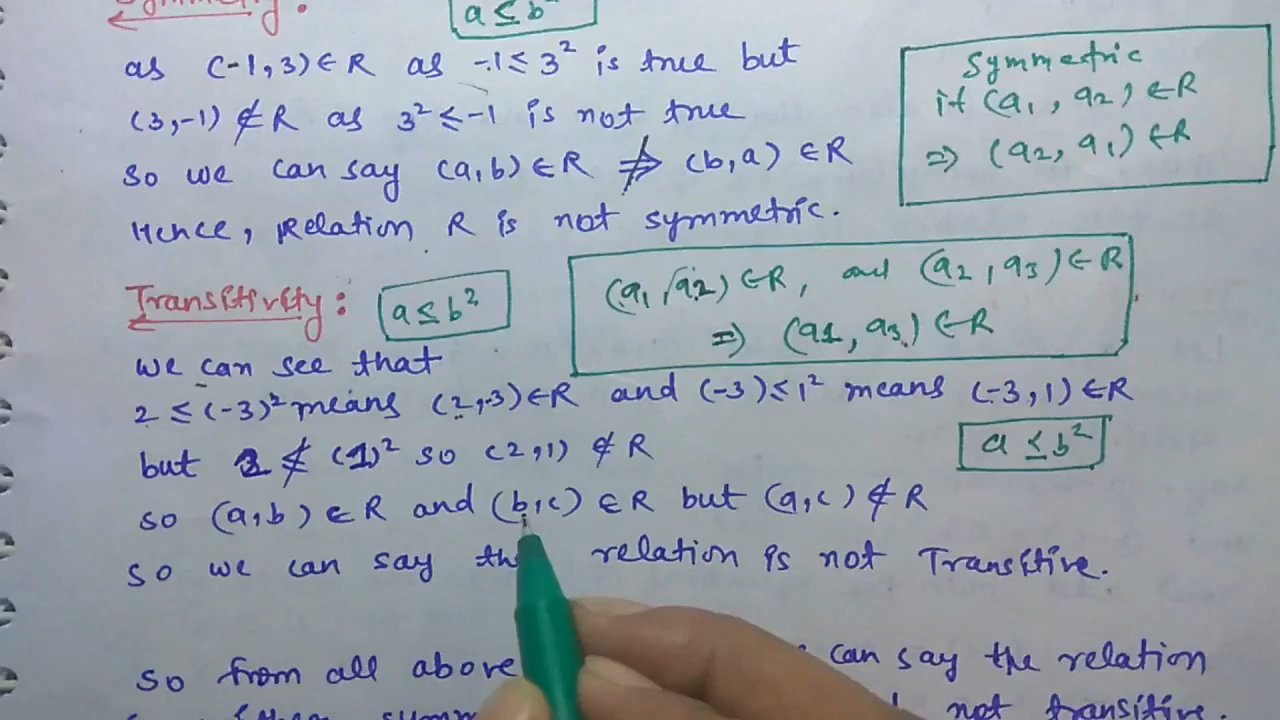 a ≤ b²
as (-1,3) ∈ R as -1 ≤ 3² is true but
(3,-1) ∉ R as 3² ≤ -1 is not true
So we can say (a,b) ∈ R ⇏ (b,a) ∈ R
Hence, Relation R is not symmetric.
Symmetric
if (a₁, a₂) ∈ R
⇒ (a₂, a₁) ∈ R
Transitivity : a ≤ b²
(a₁, a₂) ∈ R, and (a₂, a₃) ∈ R
⇒ (a1, a₃) ∈ R
we can see that
2 ≤ (-3)² means (2,-3) ∈ R and (-3) ≤ 1² means (-3,1) ∈ R
but 2 ≰ (1)² so (2,1) ∉ R
a ≤ b²
so (a,b) ∈ R and (b,c) ∈ R but (a,c) ∉ R
so we can say relation is not Transitive.
so from all above can say the relation
not transitive.